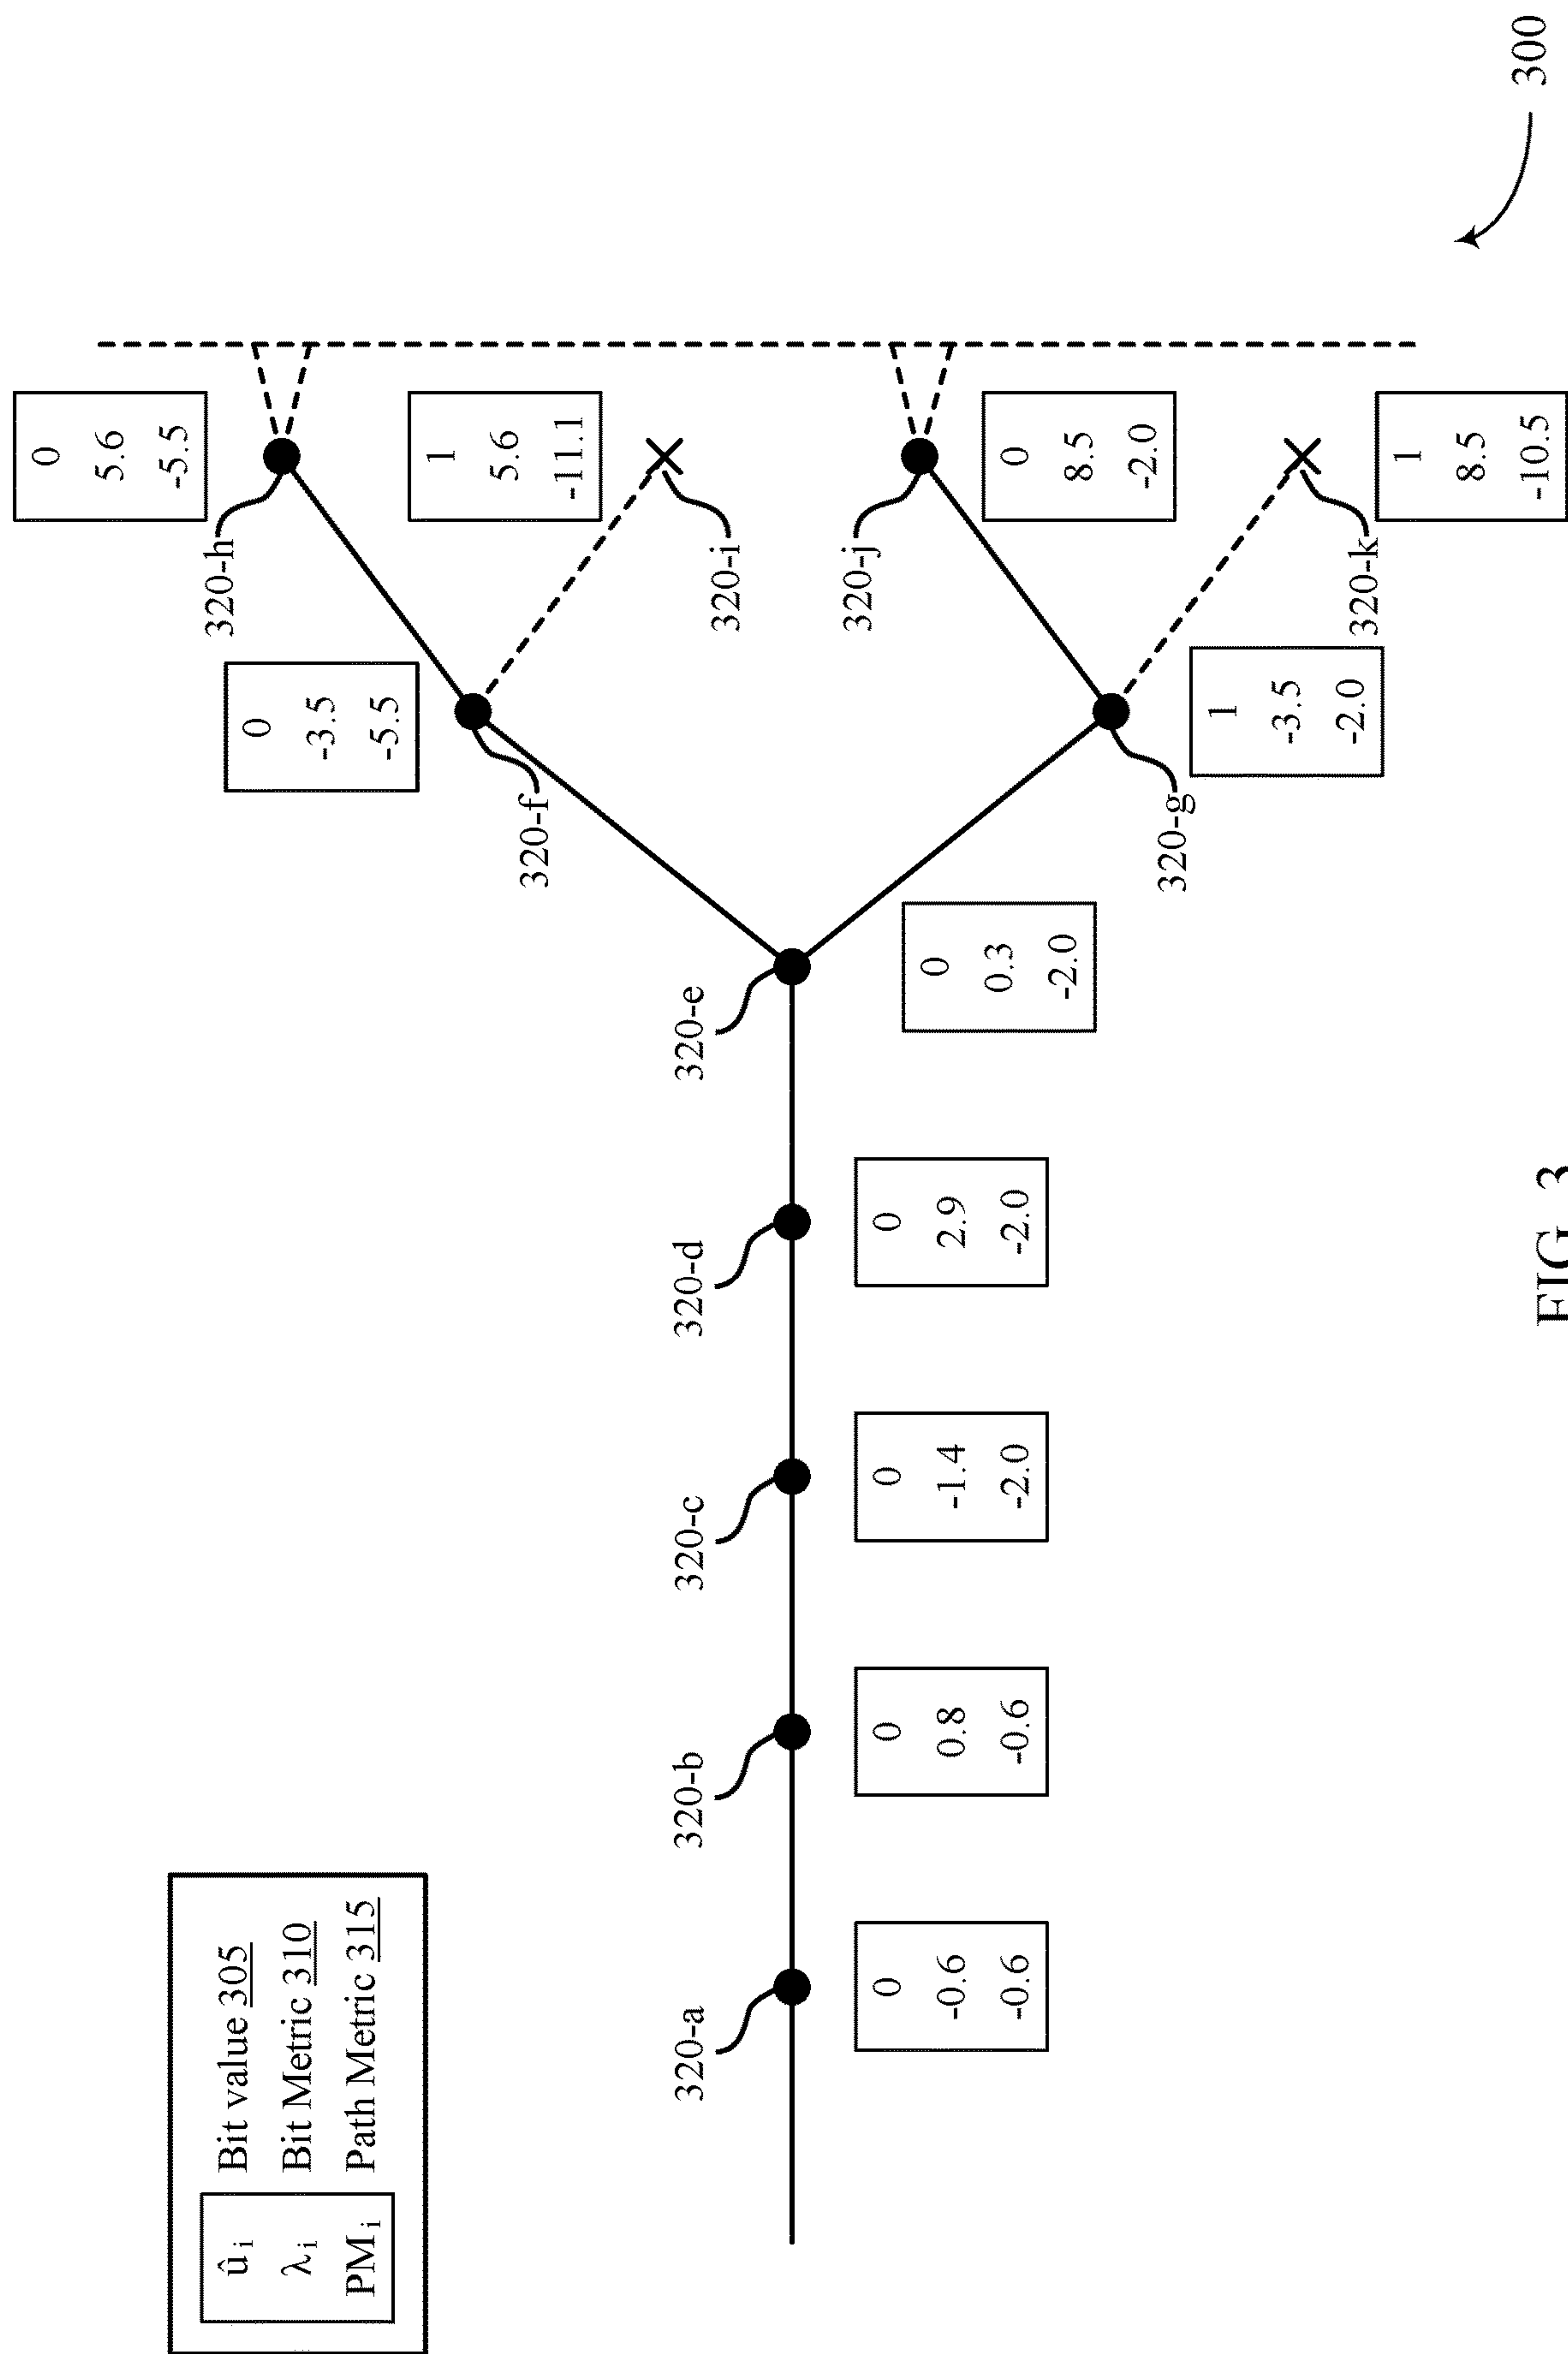 û i Bit value 305
λ i Bit Metric 310
PM i Path Metric 315
320-a
0
-0.6
-0.6
320-b
0
0.8
-0.6
320-c
0
-1.4
-2.0
320-d
0
2.9
-2.0
320-e
0
0.3
-2.0
320-f
0
-3.5
-5.5
320-g
1
-3.5
-2.0
320-h
0
5.6
-5.5
320-i
1
5.6
-11.1
320-j
0
8.5
-2.0
320-k
1
8.5
-10.5
300
FIG. 3